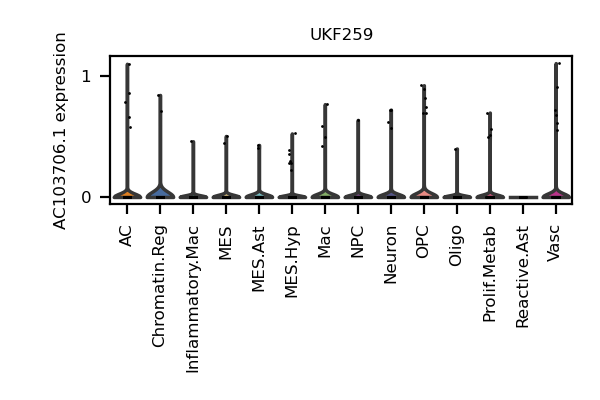 UKF259
AC103706.1 expression
1
0
AC
Chromatin.Reg
Inflammatory.Mac
MES
MES.Ast
MES.Hyp
Mac
NPC
Neuron
OPC
Oligo
Prolif.Metab
Reactive.Ast
Vasc